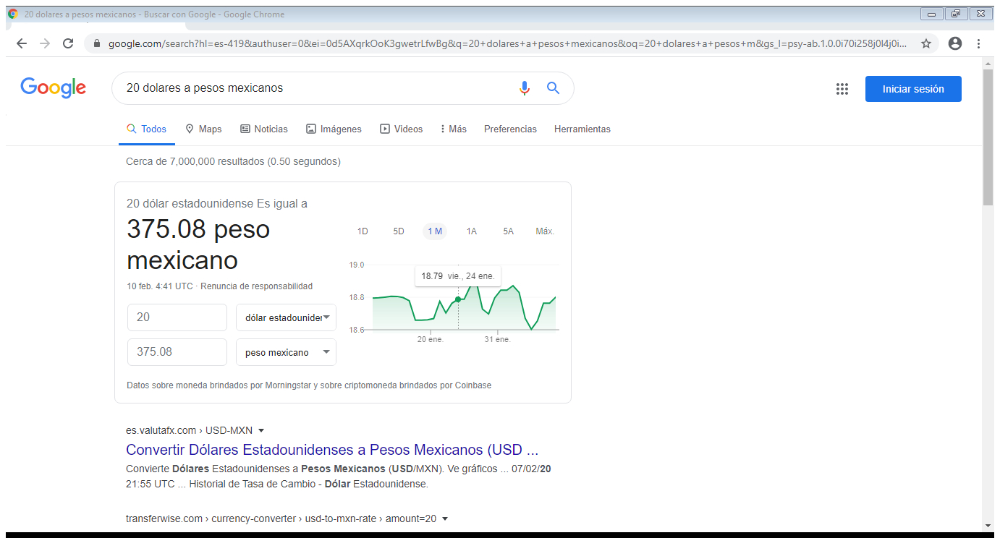 20 dolares a pesos mexicanos - Buscar con Google - Google Chrome
google.com/search?hl=es-419&authuser=0&ei=0d5AXqrkOoK3gwetrLfwBg&q=20+dolares+a+pesos+mexicanos&oq=20+dolares+a+pesos+m&gs_l=psy-ab.1.0.0i70i258j0l4j0i...
Google
20 dolares a pesos mexicanos
Iniciar sesión
Todos Maps Noticias Imágenes Videos Más Preferencias Herramientas
Cerca de 7,000,000 resultados (0.50 segundos)
20 dólar estadounidense Es igual a
375.08 peso
mexicano
10 feb. 4:41 UTC · Renuncia de responsabilidad
20 dólar estadouniden
375.08 peso mexicano
1D 5D 1 M 1A 5A Máx.
19.0
18.79 vie., 24 ene.
18.8
18.6
20 ene. 31 ene.
Datos sobre moneda brindados por Morningstar y sobre criptomoneda brindados por Coinbase
es.valutafx.com › USD-MXN
Convertir Dólares Estadounidenses a Pesos Mexicanos (USD ...
Convierte Dólares Estadounidenses a Pesos Mexicanos (USD/MXN). Ve gráficos ... 07/02/20
21:55 UTC ... Historial de Tasa de Cambio - Dólar Estadounidense.
transferwise.com › currency-converter › usd-to-mxn-rate › amount=20